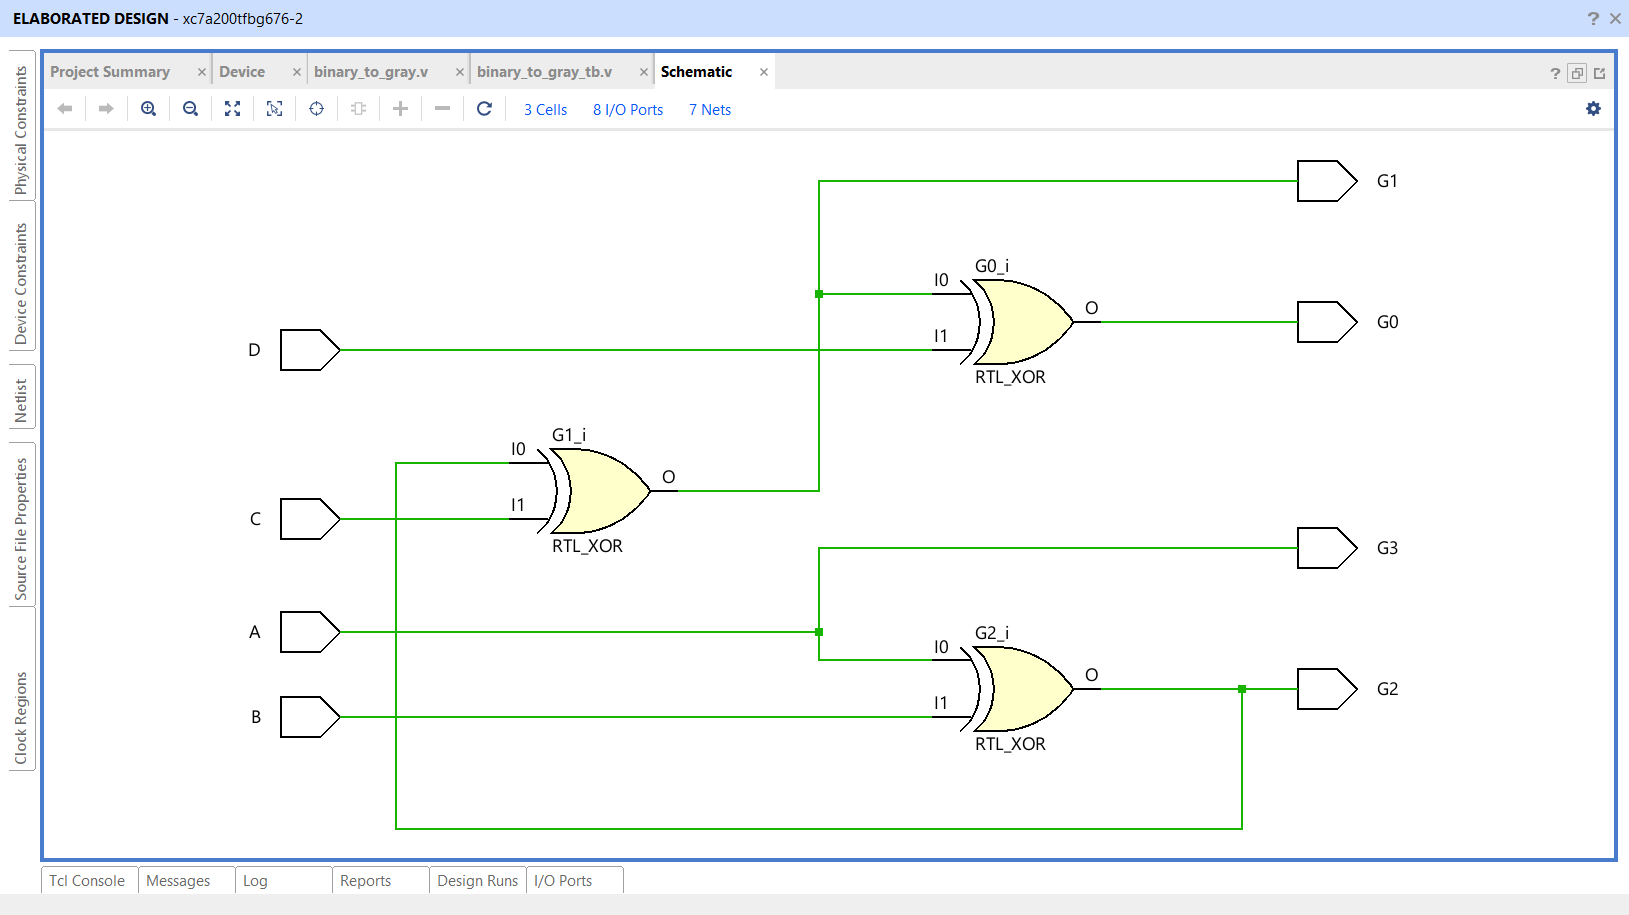 ELABORATED DESIGN - xc7a200tfbg676-2
Physical Constraints
Device Constraints
Netlist
Source File Properties
Clock Regions
Project Summary
Device
binary_to_gray.v
binary_to_gray_tb.v
Schematic
3 Cells 8 I/O Ports 7 Nets
G1
G0_i
I0
O
G0
I1
D
RTL_XOR
G1_i
I0
O
I1
C
RTL_XOR
G3
A
G2_i
I0
O
G2
I1
B
RTL_XOR
Tcl Console
Messages
Log
Reports
Design Runs
I/O Ports